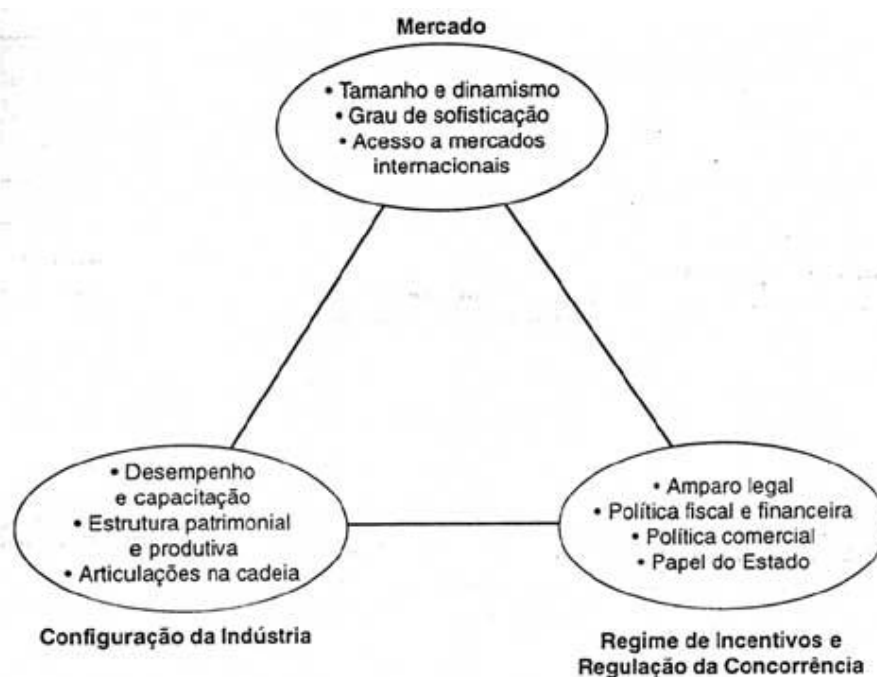 Mercado
• Tamanho e dinamismo
• Grau de sofisticação
• Acesso a mercados
internacionais
• Desempenho
e capacitação
• Estrutura patrimonial
e produtiva
• Articulações na cadeia
Configuração da Indústria
• Amparo legal
• Política fiscal e financeira
• Política comercial
• Papel do Estado
Regime de Incentivos e
Regulação da Concorrência